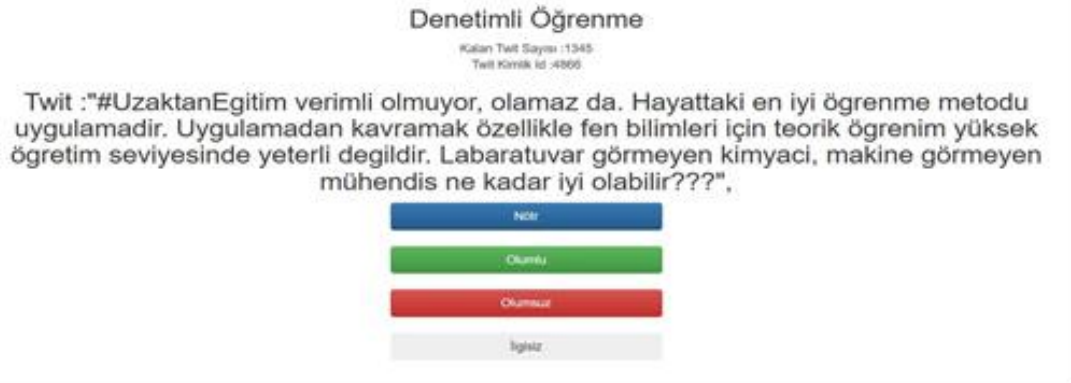 Denetimli Öğrenme
Kalan Twit Sayısı :1345
Twit Kimlik Id :4866
Twit :"#UzaktanEgitim verimli olmuyor, olamaz da. Hayattaki en iyi ögrenme metodu
uygulamadir. Uygulamadan kavramak özellikle fen bilimleri için teorik ögrenim yüksek
ögretim seviyesinde yeterli degildir. Labaratuvar görmeyen kimyaci, makine görmeyen
mühendis ne kadar iyi olabilir???",
Nötr
Olumlu
Olumsuz
İlgisiz